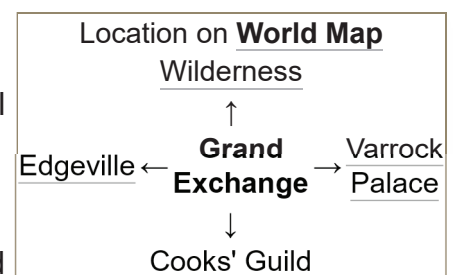 Location on World Map
Wilderness
↑
Edgeville ← Grand Exchange → Varrock Palace
↓
Cooks' Guild